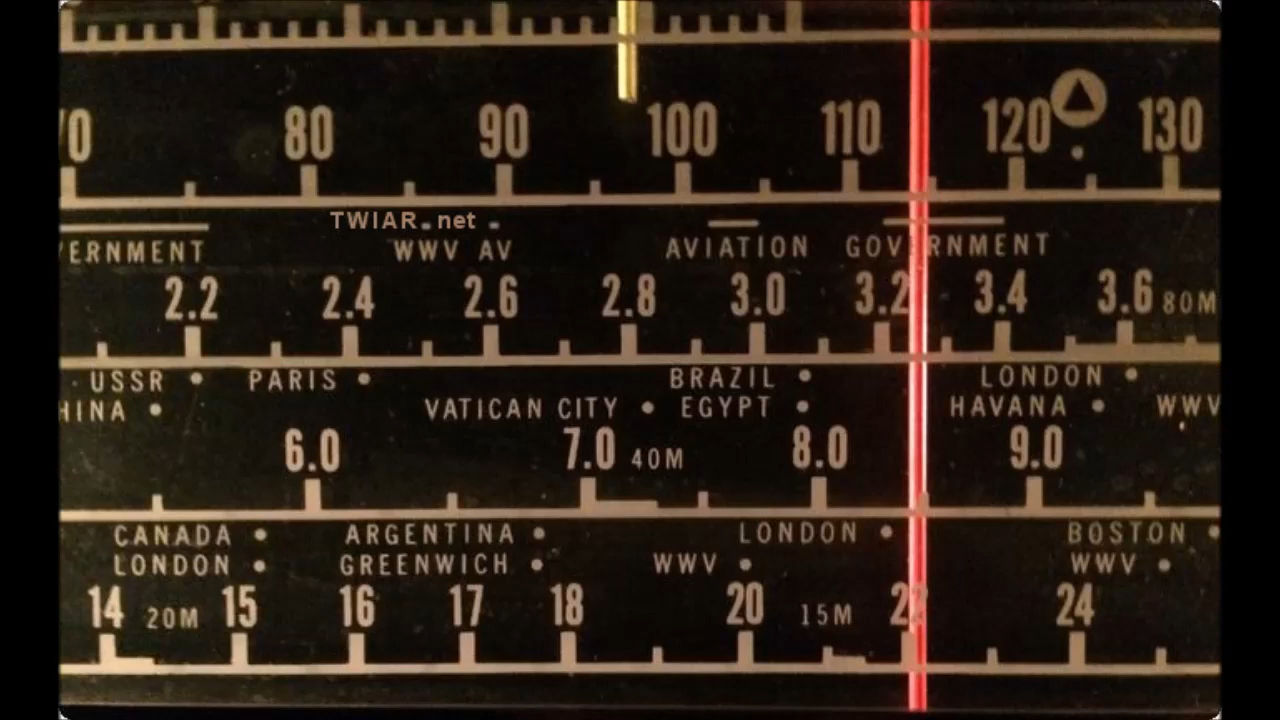 80 90 100 110 120 130
TWIAR.net
WWV AV AVIATION GOVERNMENT
2.2 2.4 2.6 2.8 3.0 3.2 3.4 3.6 80M
USSR PARIS BRAZIL LONDON
VATICAN CITY EGYPT HAVANA WWV
6.0 7.0 40M 8.0 9.0
CANADA ARGENTINA LONDON BOSTON
LONDON GREENWICH WWV WWV
14 20M 15 16 17 18 20 15M 22 24